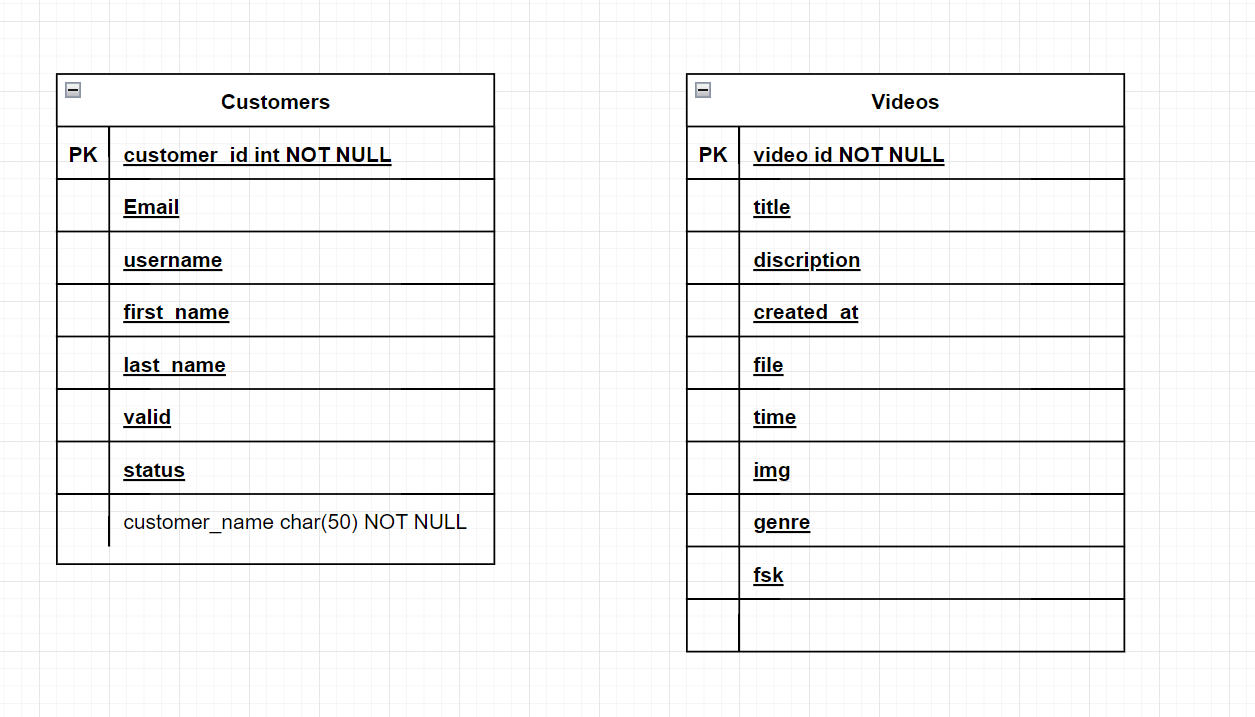 Customers
PK customer_id int NOT NULL
Email
username
first_name
last_name
valid
status
customer_name char(50) NOT NULL
Videos
PK video id NOT NULL
title
discription
created_at
file
time
img
genre
fsk